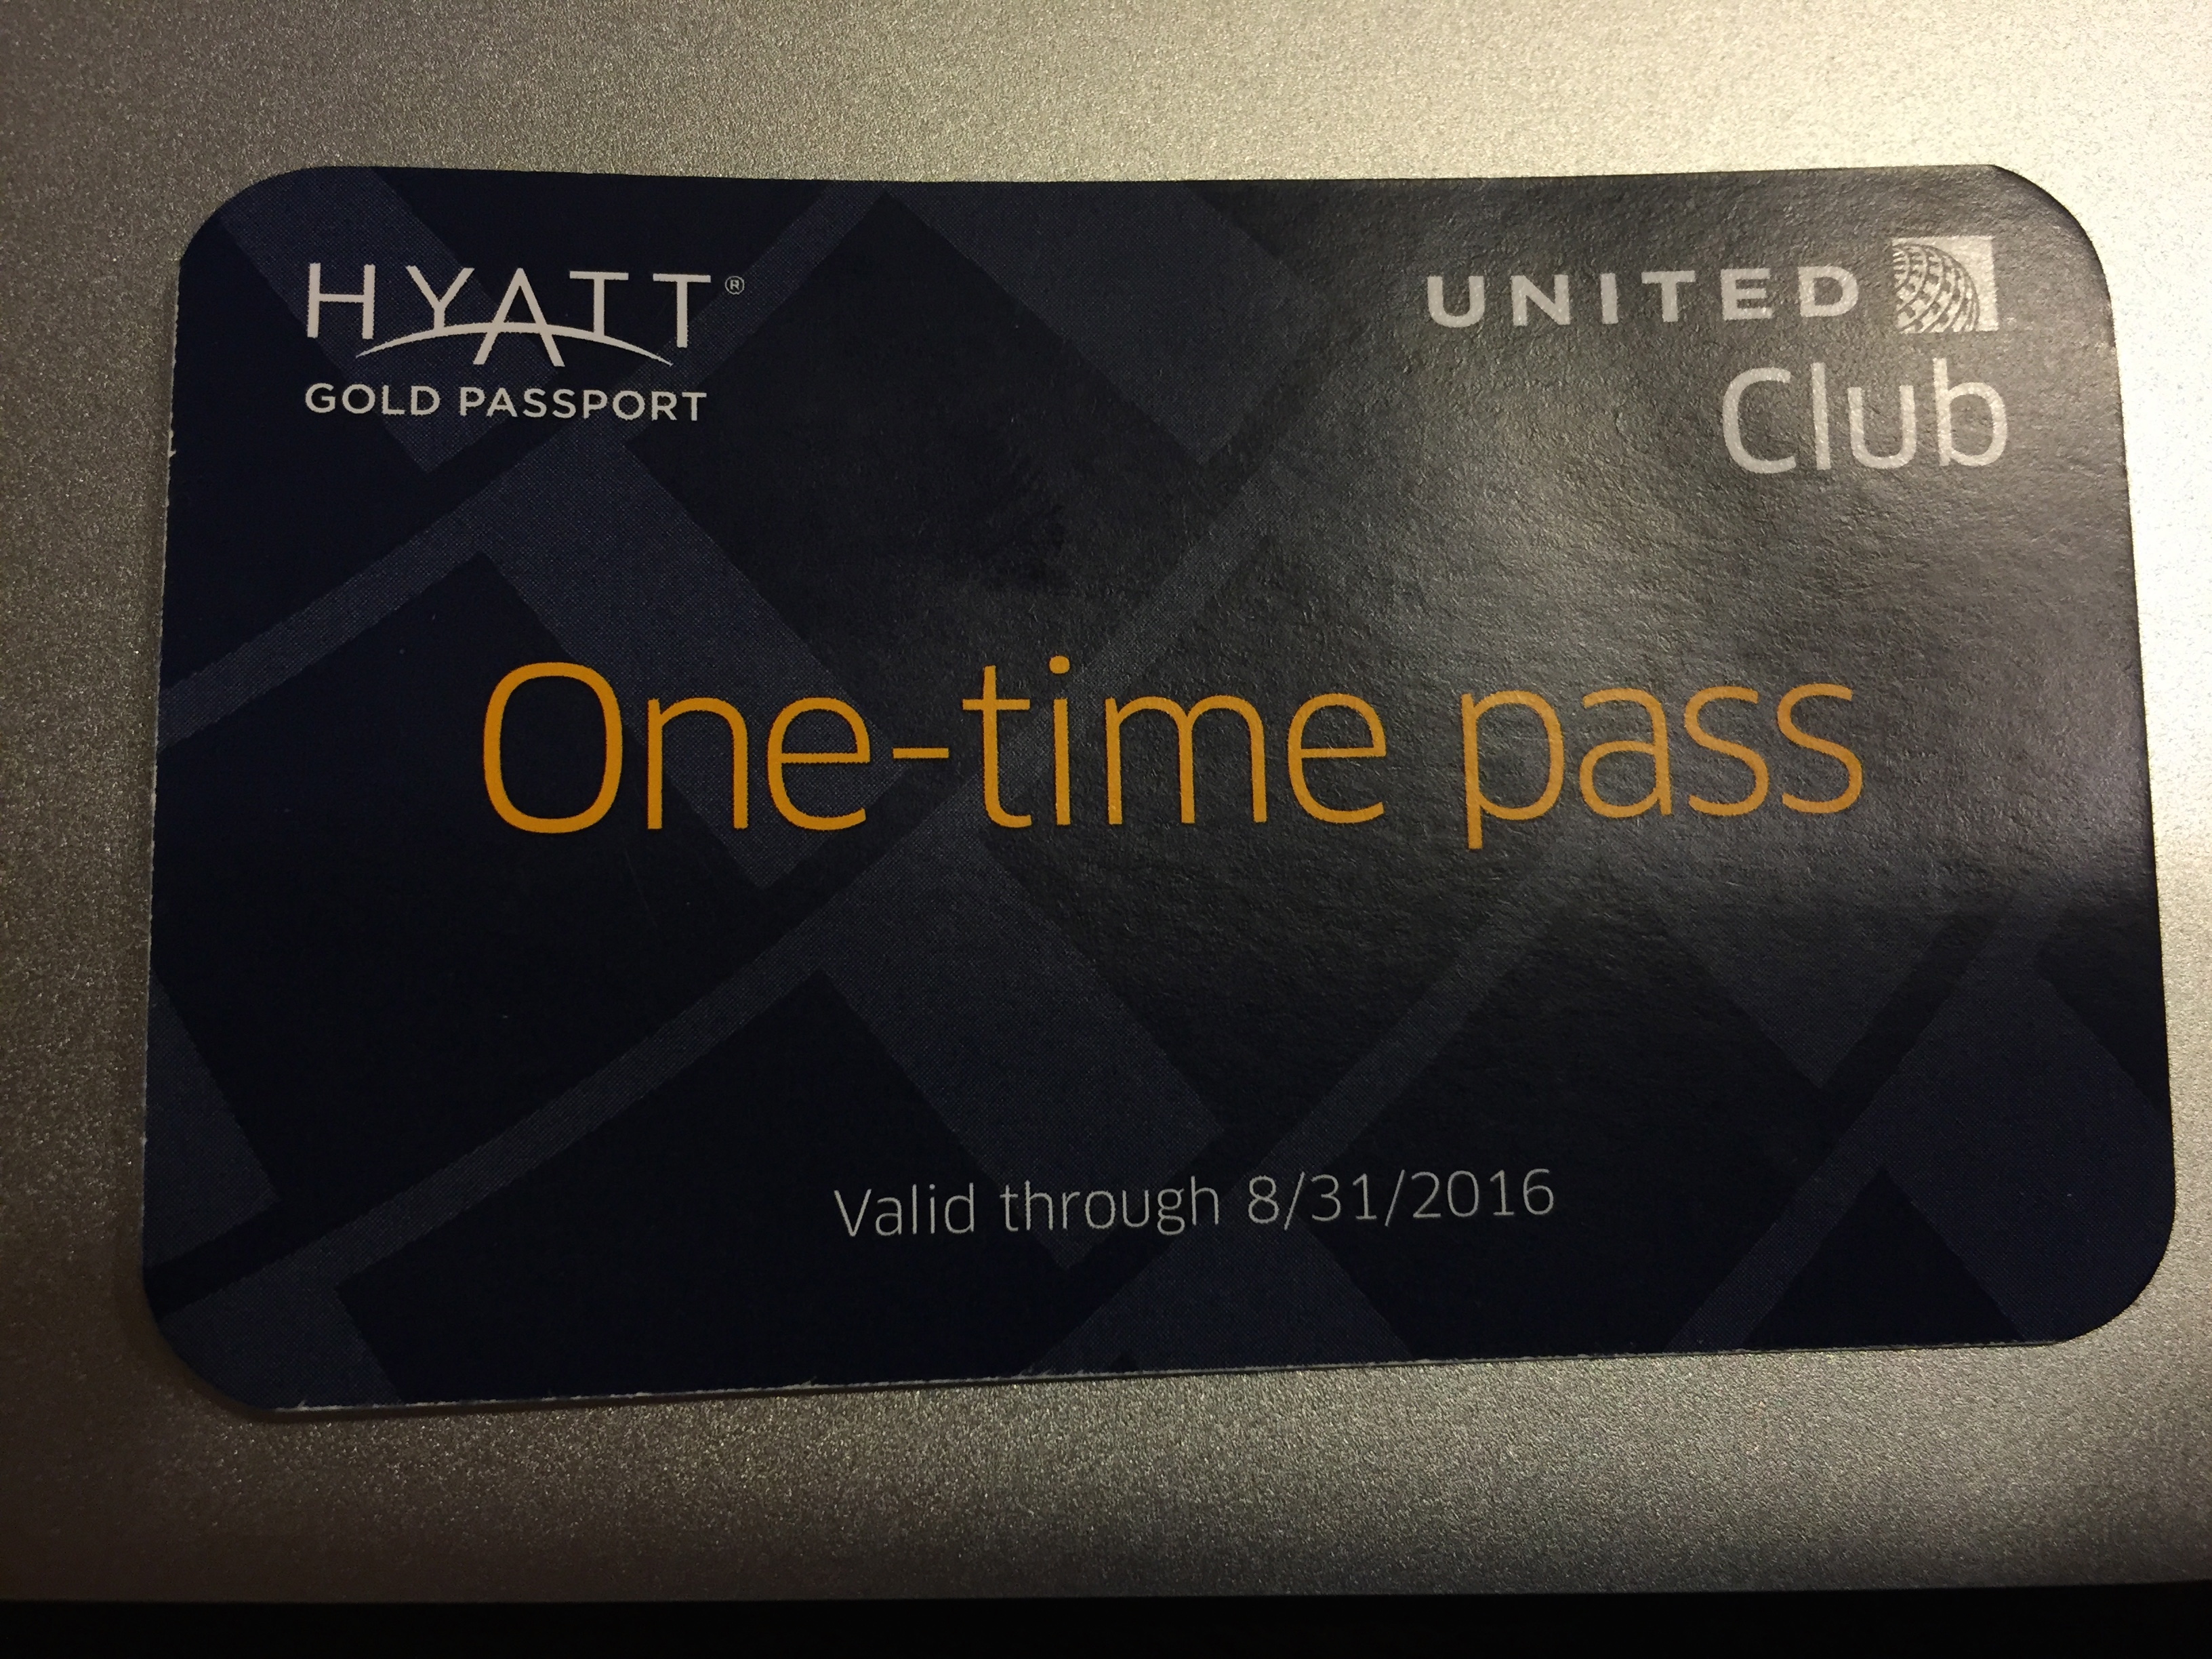 HYATT®
GOLD PASSPORT
UNITED
Club
One-time pass
Valid through 8/31/2016